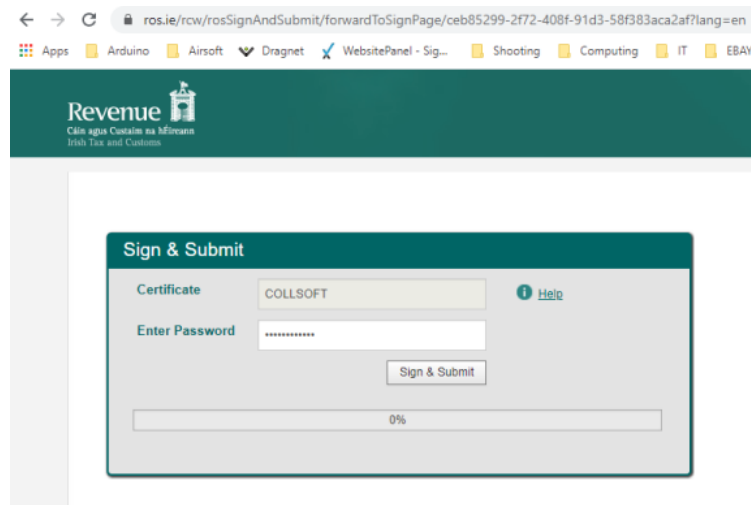 ros.ie/rcw/rosSignAndSubmit/forwardToSignPage/ceb85299-2f72-408f-91d3-58f383aca2af?lang=en
Apps Arduino Airsoft Dragnet WebsitePanel - Sig... Shooting Computing IT EBAY
Revenue
Cáin agus Custaim na hÉireann
Irish Tax and Customs
Sign & Submit
Certificate COLLSOFT Help
Enter Password ••••••••••••
Sign & Submit
0%